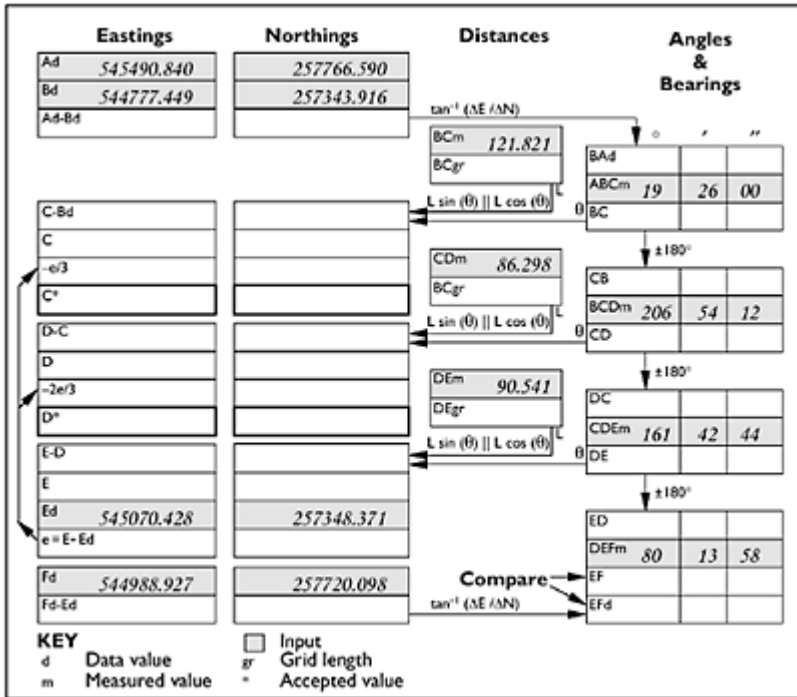 Eastings Northings Distances Angles & Bearings
Ad 545490.840 257766.590
Bd 544777.449 257343.916
Ad-Bd tan⁻¹ (ΔE /ΔN)
° ′ ″
BCm 121.821
BCgr
L
BAd
ABCm 19 26 00
BC
L sin (θ) || L cos (θ) θ
±180°
C-Bd
C
-e/3
C*
CDm 86.298
BCgr
L
CB
BCDm 206 54 12
CD
L sin (θ) || L cos (θ) θ
±180°
D-C
D
-2e/3
D*
DEm 90.541
DEgr
L
DC
CDEm 161 42 44
DE
L sin (θ) || L cos (θ) θ
±180°
E-D
E
Ed 545070.428 257348.371
e = E- Ed
ED
DEFm 80 13 58
EF
EFd
Compare
Fd 544988.927 257720.098
Fd-Ed tan⁻¹ (ΔE /ΔN)
KEY
d Data value
m Measured value
Input
gr Grid length
* Accepted value